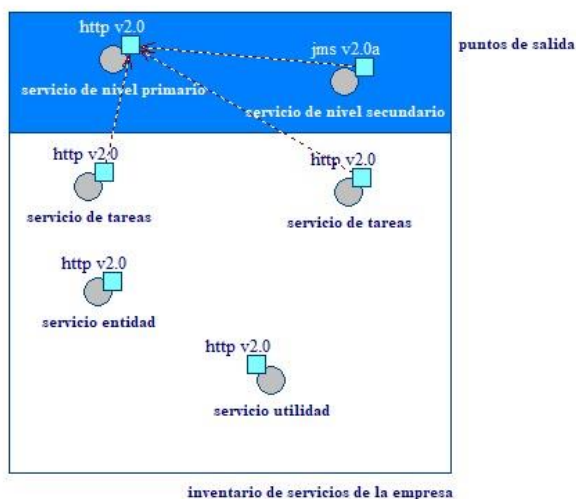 http v2.0
jms v2.0a
puntos de salida
servicio de nivel primario
servicio de nivel secundario
http v2.0
http v2.0
servicio de tareas
servicio de tareas
http v2.0
servicio entidad
http v2.0
servicio utilidad
inventario de servicios de la empresa